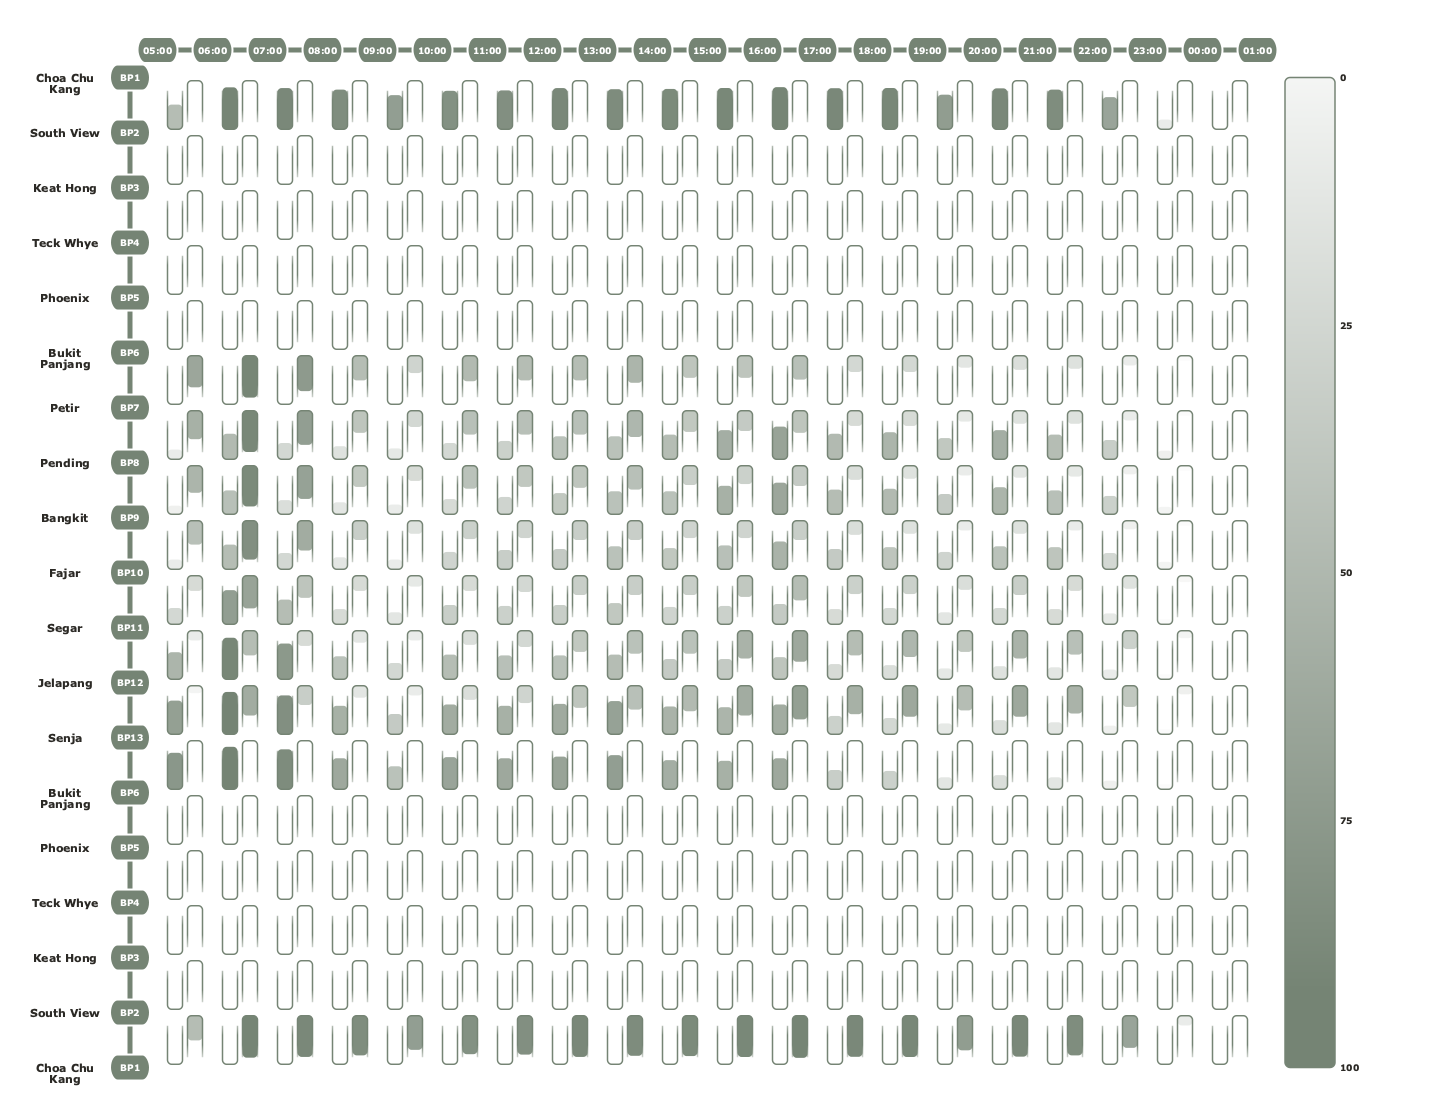 05:00 06:00 07:00 08:00 09:00 10:00 11:00 12:00 13:00 14:00 15:00 16:00 17:00 18:00 19:00 20:00 21:00 22:00 23:00 00:00 01:00
Choa Chu
Kang
BP1
South View BP2
Keat Hong BP3
Teck Whye BP4
Phoenix BP5
Bukit
Panjang
BP6
Petir BP7
Pending BP8
Bangkit BP9
Fajar BP10
Segar BP11
Jelapang BP12
Senja BP13
Bukit
Panjang
BP6
Phoenix BP5
Teck Whye BP4
Keat Hong BP3
South View BP2
Choa Chu
Kang
BP1
0
25
50
75
100